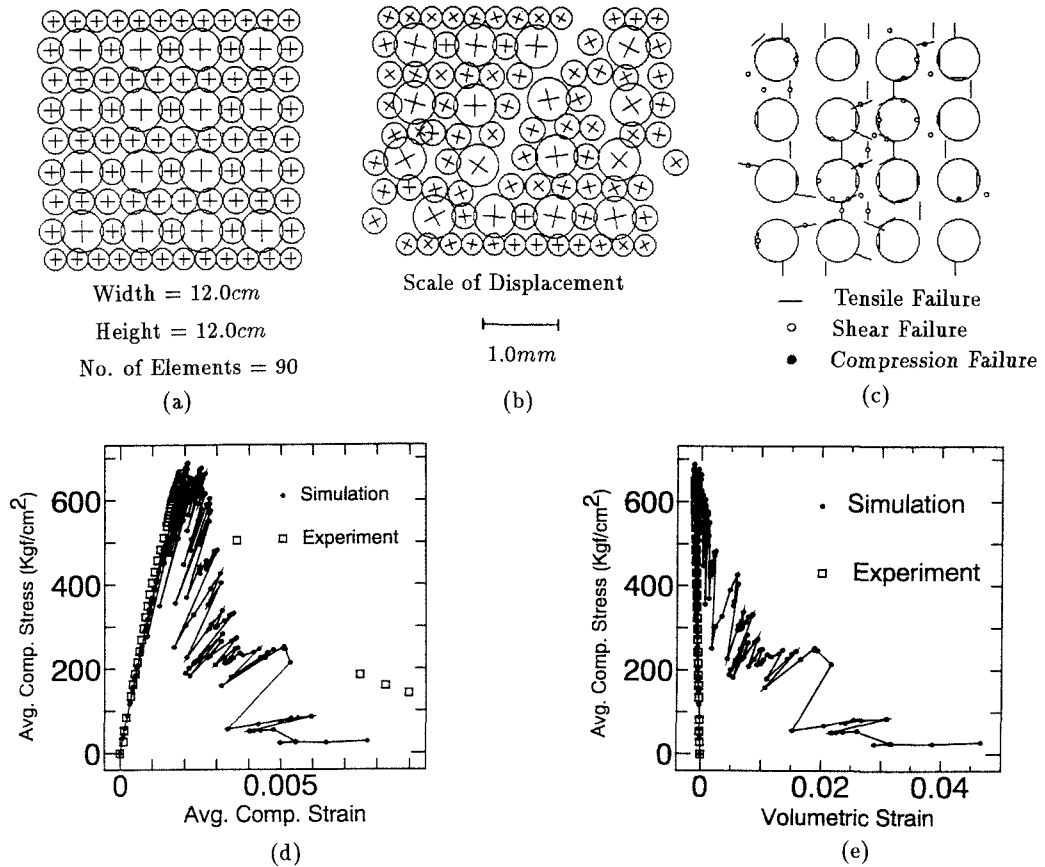 Width = 12.0cm
Height = 12.0cm
No. of Elements = 90
(a)
Scale of Displacement
1.0mm
(b)
Tensile Failure
Shear Failure
Compression Failure
(c)
Avg. Comp. Stress (Kgf/cm²)
600
400
200
0
Simulation
Experiment
0
0.005
Avg. Comp. Strain
(d)
Avg. Comp. Stress (Kgf/cm²)
600
400
200
0
Simulation
Experiment
0
0.02
0.04
Volumetric Strain
(e)